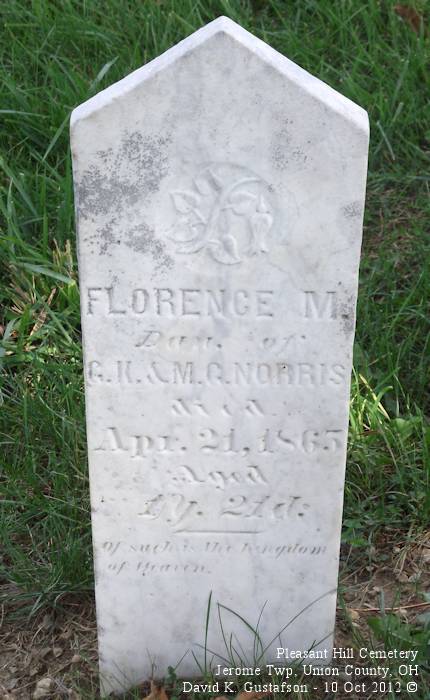 FLORENCE M.
Dau. of
G.H.& M.C.NORRIS
died
Apr. 21, 1865
Aged
1y. 21d.
Of such is the kingdom
of Heaven.
Pleasant Hill Cemetery
Jerome Twp, Union County, OH
David K. Gustafson - 10 Oct 2012 ©